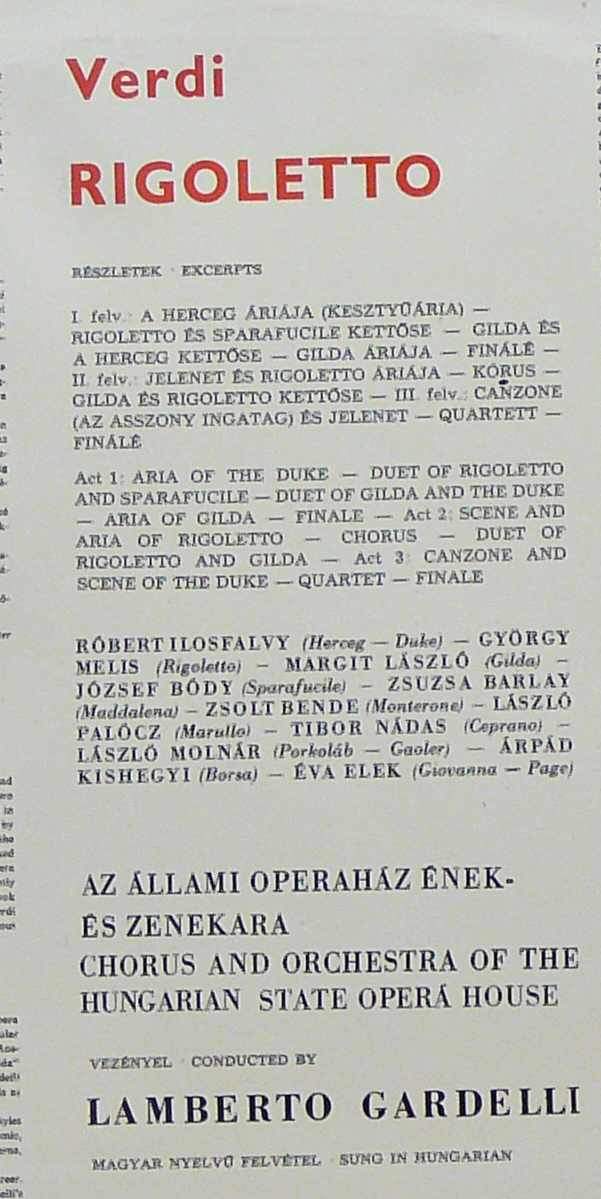 Verdi
RIGOLETTO
RÉSZLETEK · EXCERPTS
I. felv.: A HERCEG ÁRIÁJA (KESZTYŰÁRIA) —
RIGOLETTO ÉS SPARAFUCILE KETTŐSE — GILDA ÉS
A HERCEG KETTŐSE — GILDA ÁRIÁJA — FINÁLÉ —
II. felv.: JELENET ÉS RIGOLETTO ÁRIÁJA — KÓRUS —
GILDA ÉS RIGOLETTO KETTŐSE — III. felv.: CANZONE
(AZ ASSZONY INGATAG) ÉS JELENET — QUARTETT —
FINÁLÉ
Act 1: ARIA OF THE DUKE — DUET OF RIGOLETTO
AND SPARAFUCILE — DUET OF GILDA AND THE DUKE
— ARIA OF GILDA — FINALE — Act 2: SCENE AND
ARIA OF RIGOLETTO — CHORUS — DUET OF
RIGOLETTO AND GILDA — Act 3: CANZONE AND
SCENE OF THE DUKE — QUARTET — FINALE
RÓBERT ILOSFALVY (Herceg — Duke) — GYÖRGY
MELIS (Rigoletto) — MARGIT LÁSZLÓ (Gilda) —
JÓZSEF BÓDY (Sparafucile) — ZSUZSA BARLAY
(Maddalena) — ZSOLT BENDE (Monterone) — LÁSZLÓ
PALÓCZ (Marullo) — TIBOR NÁDAS (Ceprano) —
LÁSZLÓ MOLNÁR (Porkoláb — Gaoler) — ÁRPÁD
KISHEGYI (Borsa) — ÉVA ELEK (Giovanna — Page)
AZ ÁLLAMI OPERAHÁZ ÉNEK-
ÉS ZENEKARA
CHORUS AND ORCHESTRA OF THE
HUNGARIAN STATE OPERA HOUSE
VEZÉNYEL · CONDUCTED BY
LAMBERTO GARDELLI
MAGYAR NYELVŰ FELVÉTEL · SUNG IN HUNGARIAN